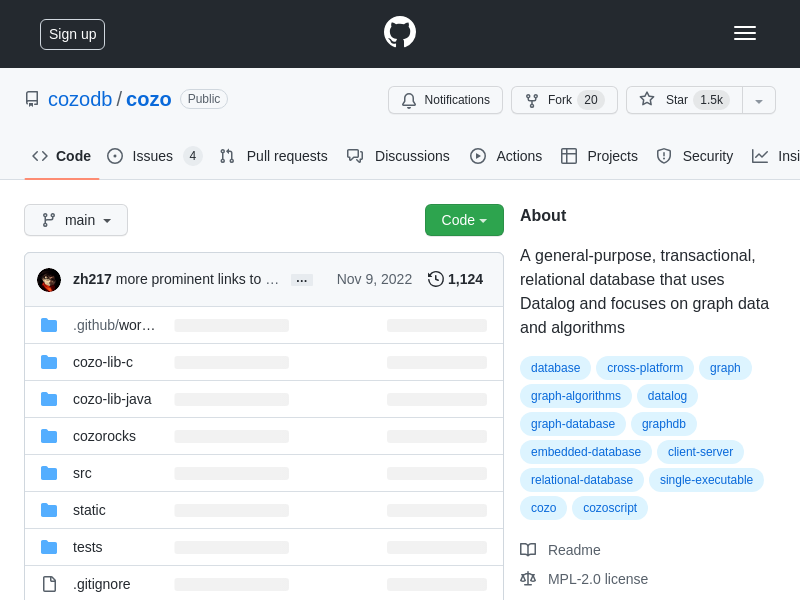 Sign up
cozodb / cozo Public
Notifications
Fork 20
Star 1.5k
Code
Issues 4
Pull requests
Discussions
Actions
Projects
Security
Insi
main
Code
zh217 more prominent links to … ... Nov 9, 2022 1,124
.github/wor…
cozo-lib-c
cozo-lib-java
cozorocks
src
static
tests
.gitignore
About
A general-purpose, transactional,
relational database that uses
Datalog and focuses on graph data
and algorithms
database cross-platform graph
graph-algorithms datalog
graph-database graphdb
embedded-database client-server
relational-database single-executable
cozo cozoscript
Readme
MPL-2.0 license